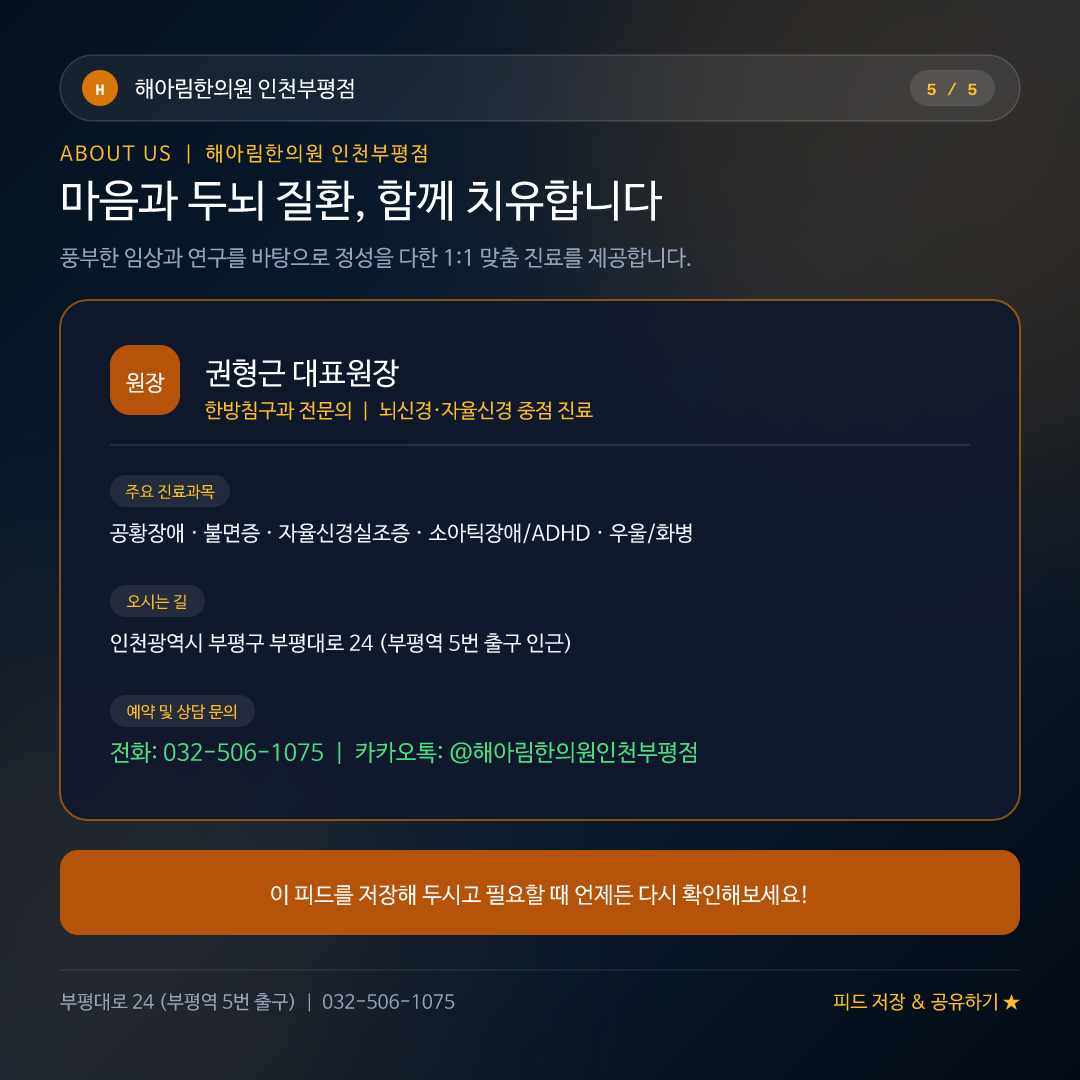 H 해아림한의원 인천부평점 5 / 5
ABOUT US | 해아림한의원 인천부평점
마음과 두뇌 질환, 함께 치유합니다
풍부한 임상과 연구를 바탕으로 정성을 다한 1:1 맞춤 진료를 제공합니다.
원장 권형근 대표원장
한방침구과 전문의 | 뇌신경·자율신경 중점 진료
주요 진료과목
공황장애 · 불면증 · 자율신경실조증 · 소아틱장애/ADHD · 우울/화병
오시는 길
인천광역시 부평구 부평대로 24 (부평역 5번 출구 인근)
예약 및 상담 문의
전화: 032-506-1075 | 카카오톡: @해아림한의원인천부평점
이 피드를 저장해 두시고 필요할 때 언제든 다시 확인해보세요!
부평대로 24 (부평역 5번 출구) | 032-506-1075 피드 저장 & 공유하기 ★